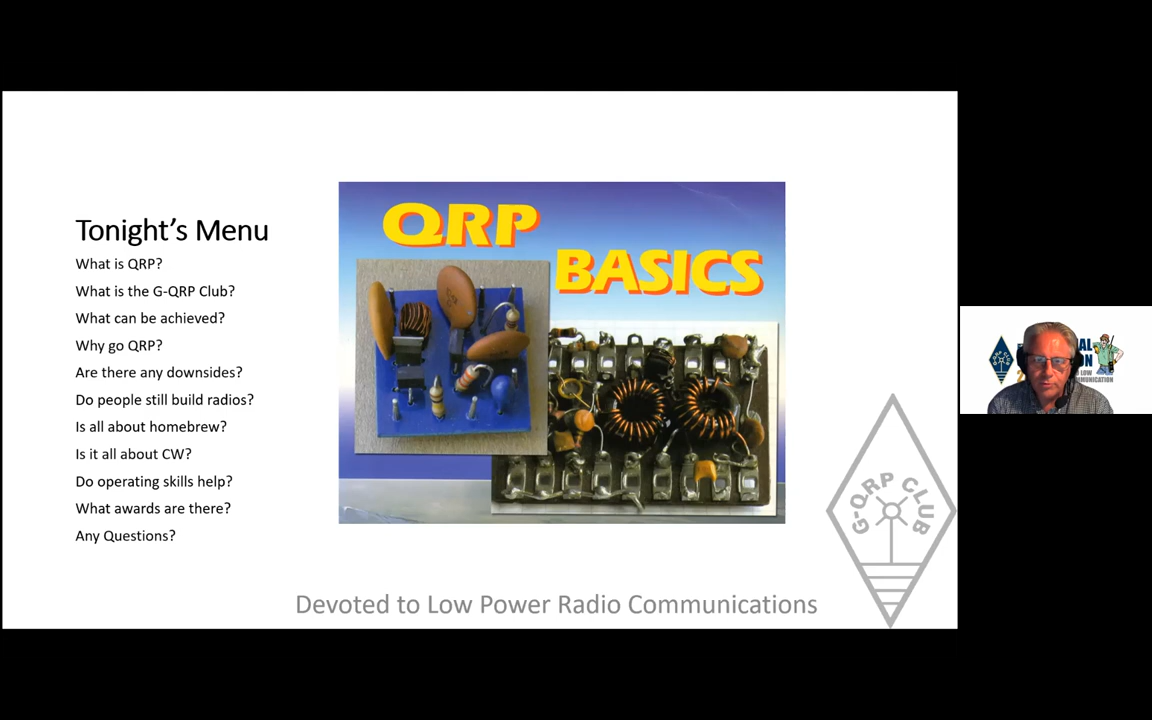 Tonight's Menu
What is QRP?
What is the G-QRP Club?
What can be achieved?
Why go QRP?
Are there any downsides?
Do people still build radios?
Is all about homebrew?
Is it all about CW?
Do operating skills help?
What awards are there?
Any Questions?
QRP
BASICS
G-QRP CLUB
Devoted to Low Power Radio Communications